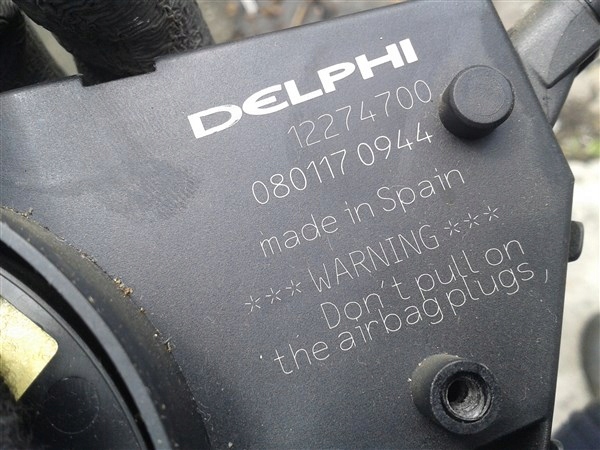 DELPHI
12274700
080117 0944
made in Spain
*** WARNING ***
Don't pull on
the airbag plugs,